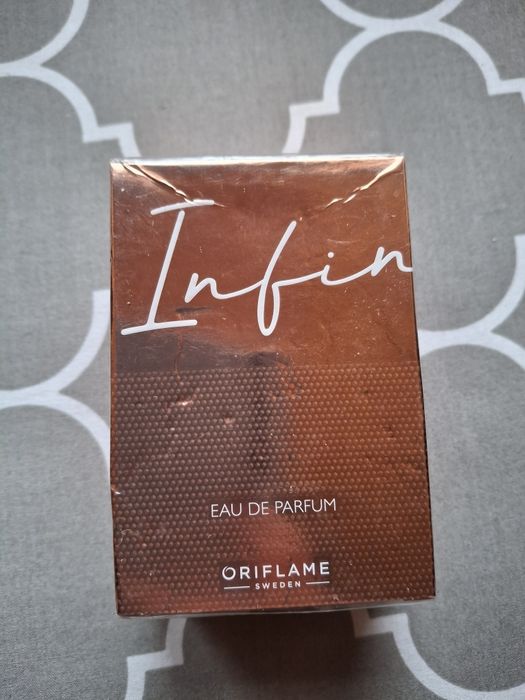 Infin
EAU DE PARFUM
ORIFLAME
SWEDEN